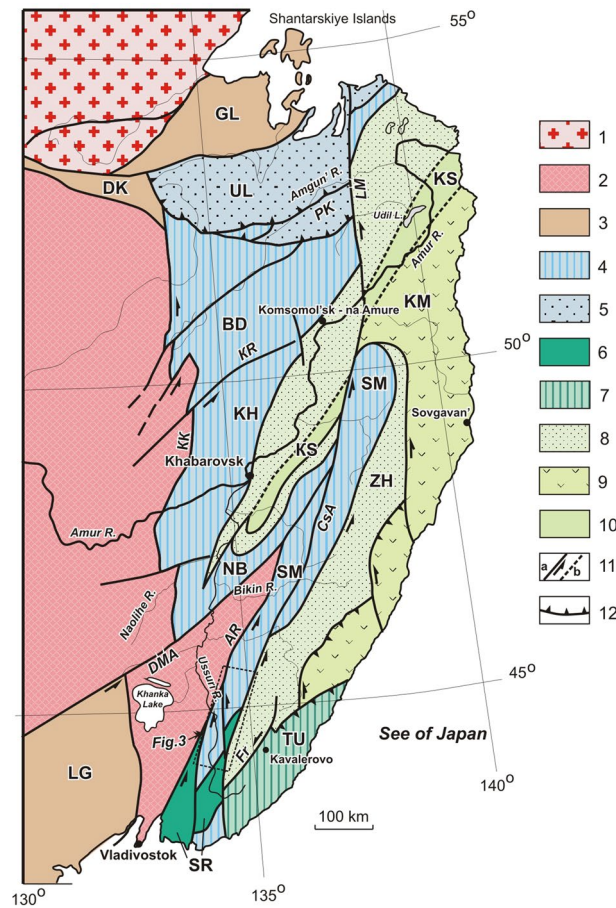 Shantarskiye Islands
55°
GL
1
DK
UL
Amgun' R.
PK
LM
KS
2
Udil L.
Amur R.
3
KM
4
Komsomol'sk - na Amure
BD
KR
50°
5
SM
6
KH
Sovgavan'
7
KK
KS
Khabarovsk
ZH
8
Amur R.
CsA
9
NB
SM
Bikin R.
10
Naolihe R.
a
b
11
AR
DMA
Ussuri R.
12
45°
Khanka
Lake
Fig.3
TU
See of Japan
Fr
LG
Kavalerovo
140°
100 km
Vladivostok
SR
130°
135°